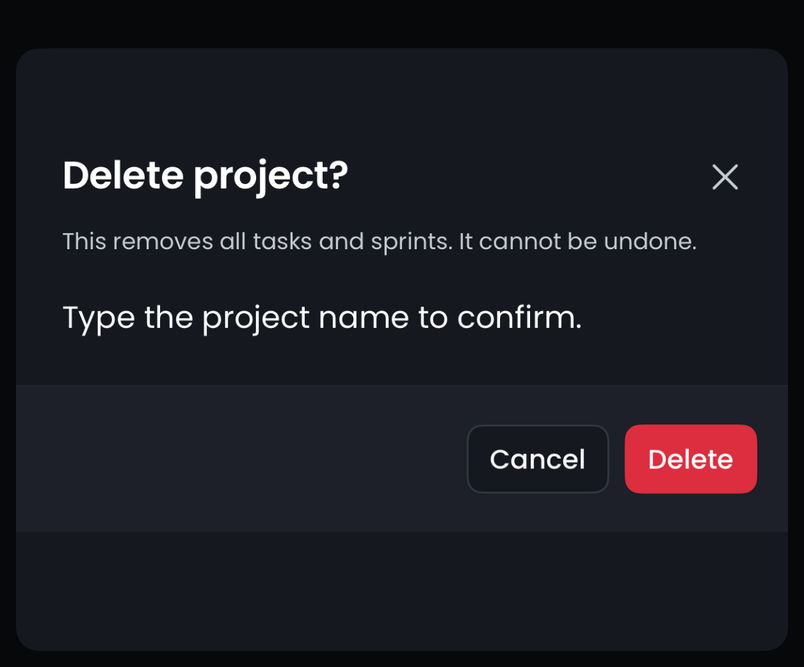 Delete project?
This removes all tasks and sprints. It cannot be undone.
Type the project name to confirm.
Cancel
Delete